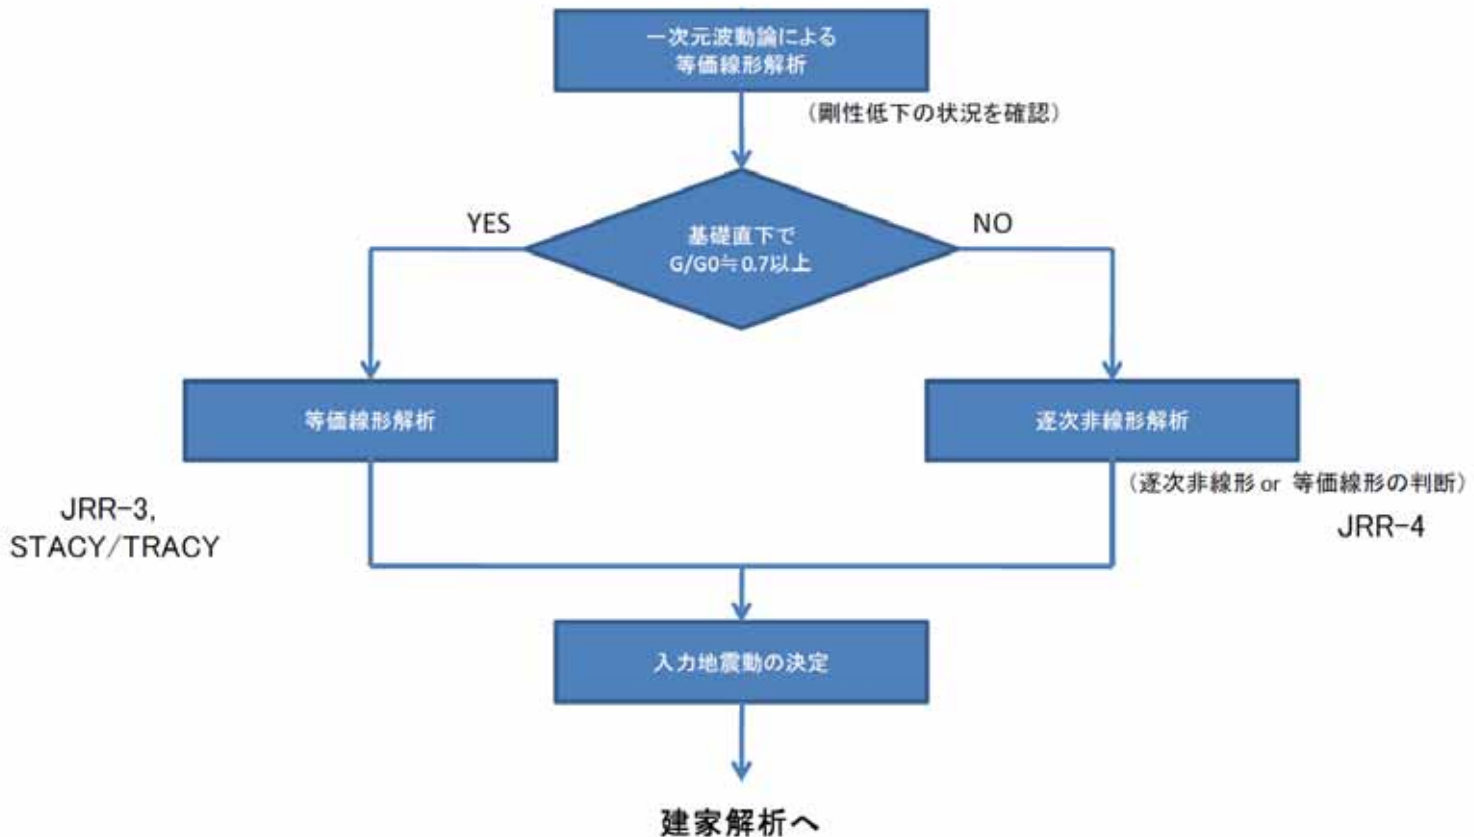 一次元波動論による
等価線形解析
（剛性低下の状況を確認）
YES
基礎直下で
G/G0≒0.7以上
NO
等価線形解析
逐次非線形解析
（逐次非線形 or 等価線形の判断）
JRR-3,
STACY/TRACY
JRR-4
入力地震動の決定
建家解析へ